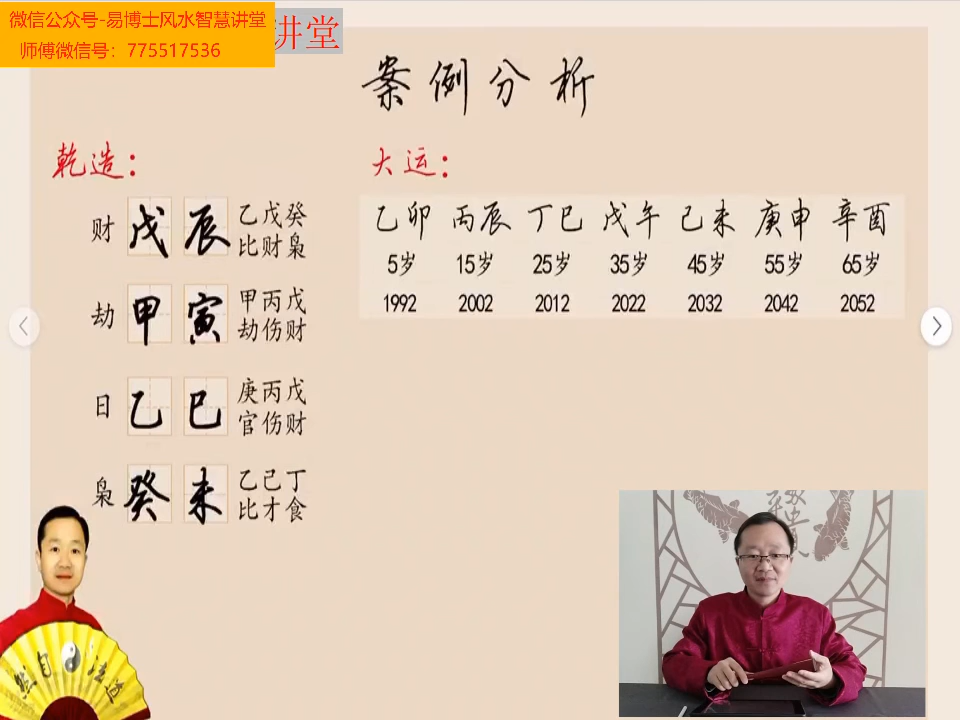 微信公众号-易博士风水智慧讲堂
师傅微信号：775517536
讲堂
案例分析
乾造：
财 戊 辰 乙戊癸
比财枭
劫 甲 寅 甲丙戊
劫伤财
日 乙 巳 庚丙戊
官伤财
枭 癸 未 乙己丁
比才食
大运：
乙卯 丙辰 丁巳 戊午 己未 庚申 辛酉
5岁 15岁 25岁 35岁 45岁 55岁 65岁
1992 2002 2012 2022 2032 2042 2052
然自法道